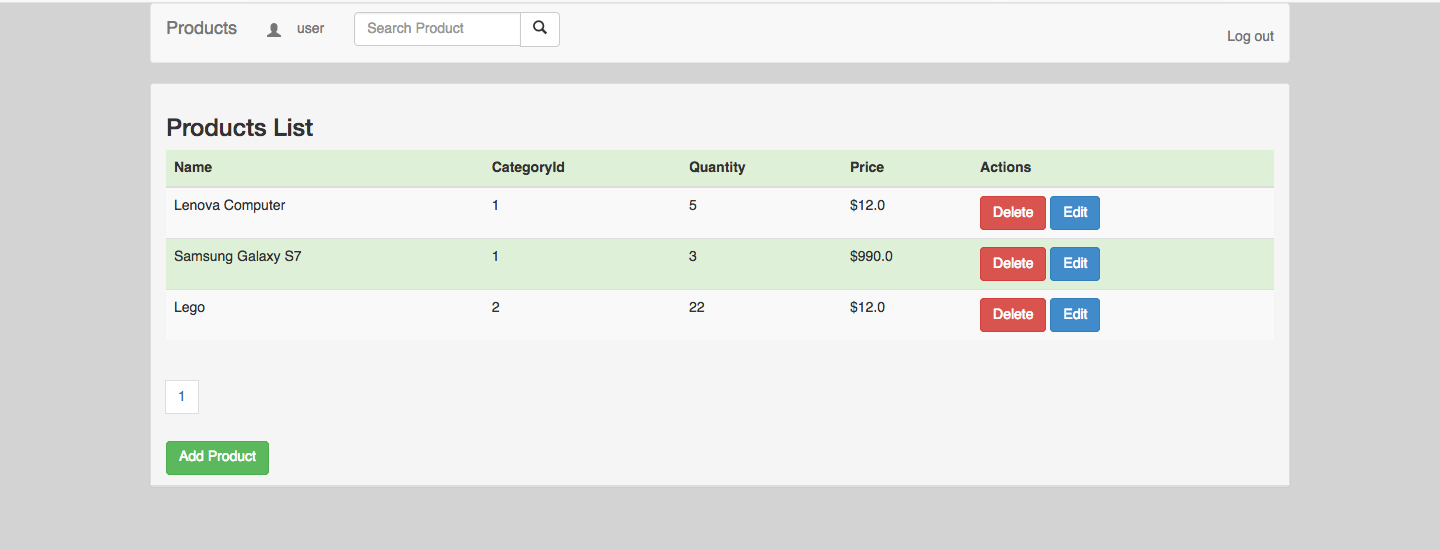 Products user Search Product Log out
Products List
Name CategoryId Quantity Price Actions
Lenova Computer 1 5 $12.0 Delete Edit
Samsung Galaxy S7 1 3 $990.0 Delete Edit
Lego 2 22 $12.0 Delete Edit
1
Add Product